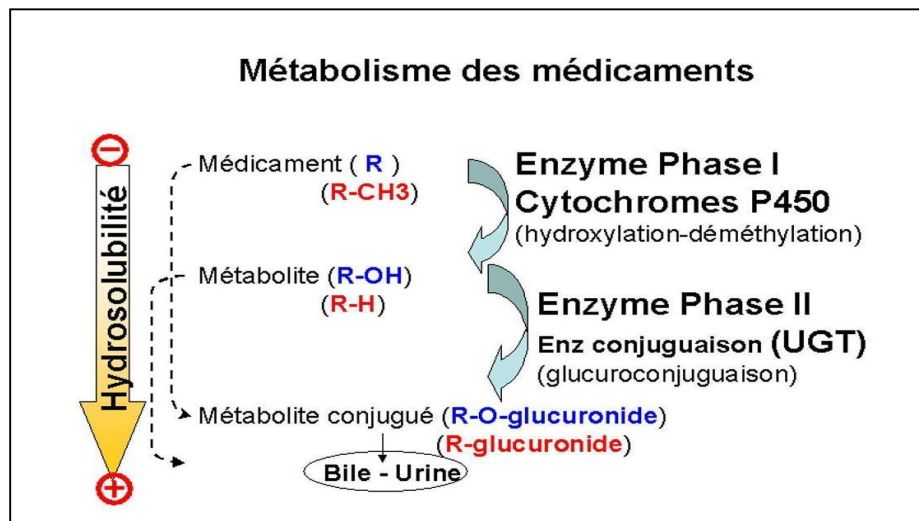 Métabolisme des médicaments
Médicament ( R )
(R-CH3)
Enzyme Phase I
Cytochromes P450
(hydroxylation-déméthylation)
Métabolite (R-OH)
(R-H)
Enzyme Phase II
Enz conjuguaison (UGT)
(glucuroconjuguaison)
Métabolite conjugué (R-O-glucuronide)
(R-glucuronide)
Bile - Urine
Hydrosolubilité